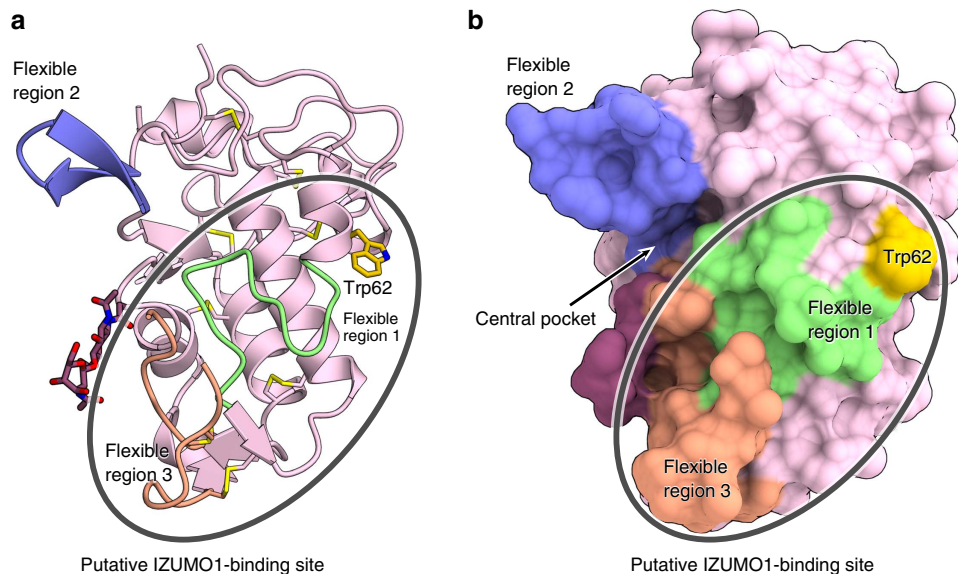 a
Flexible
region 2
Trp62
Flexible
region 1
Flexible
region 3
Putative IZUMO1-binding site
b
Flexible
region 2
Trp62
Central pocket
Flexible
region 1
Flexible
region 3
Putative IZUMO1-binding site